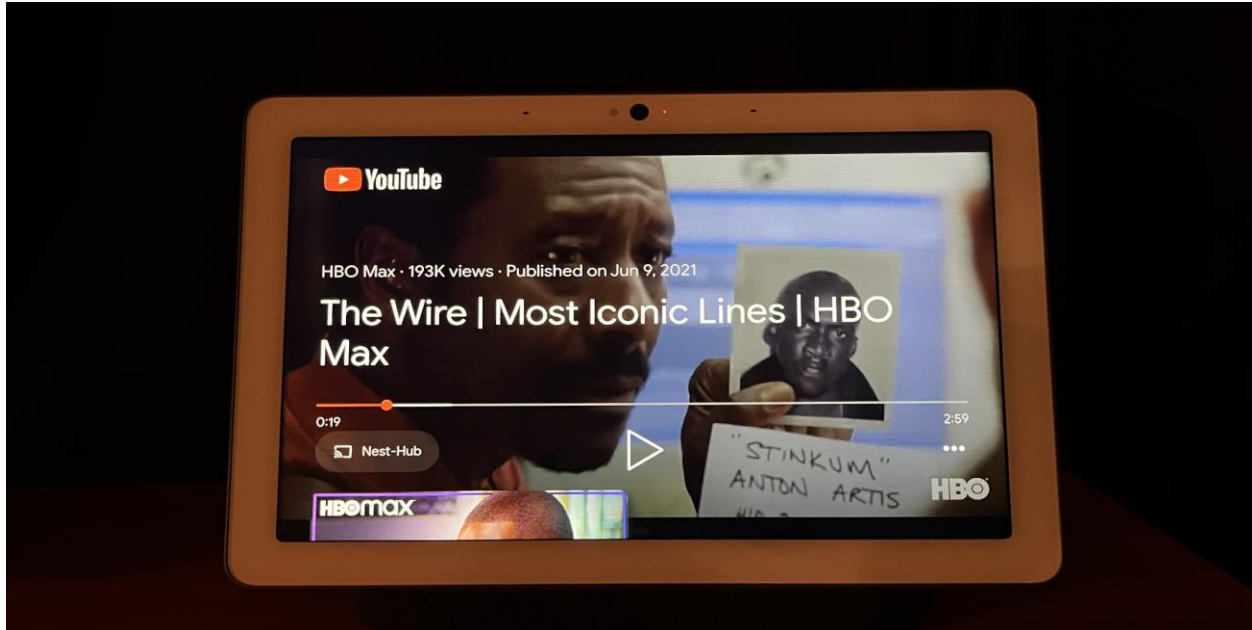 YouTube
HBO Max · 193K views · Published on Jun 9, 2021
The Wire | Most Iconic Lines | HBO
Max
0:19
2:59
Nest-Hub
"STINKUM"
ANTON ARTIS
HBO
HBOmax